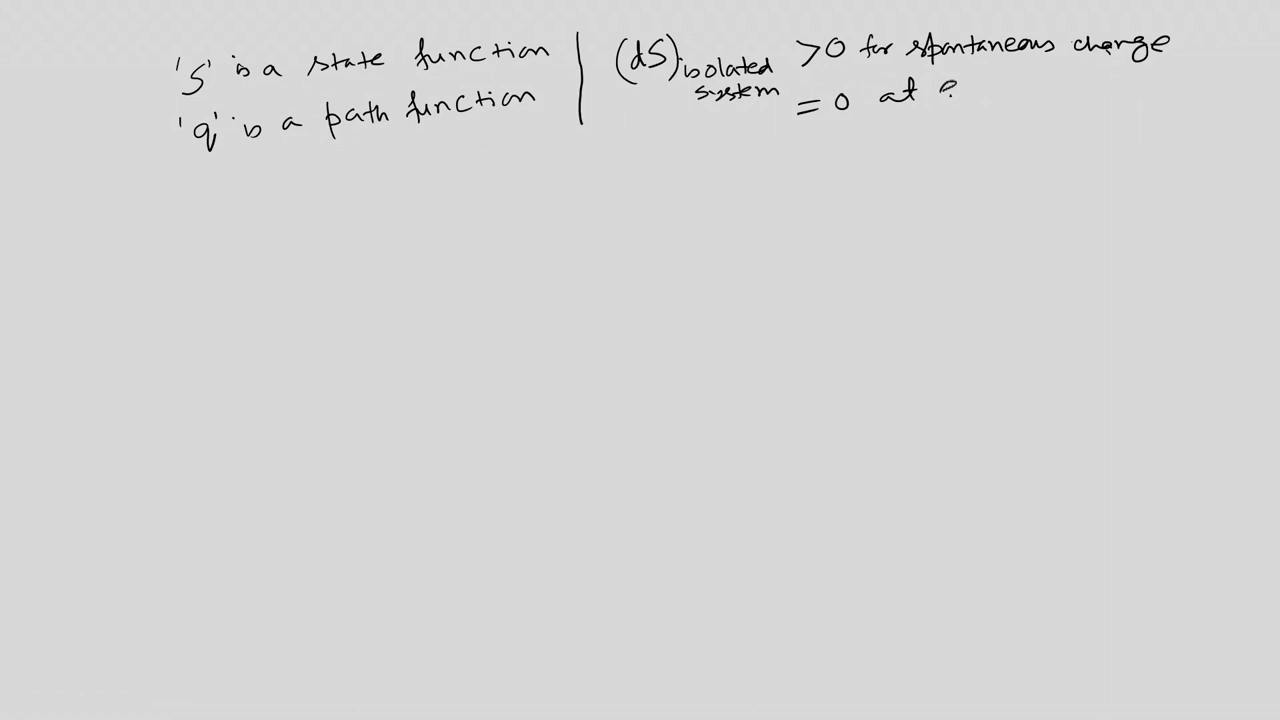 'S' is a state function
'q' is a path function
(dS) isolated system > 0 for spontaneous change
= 0 at